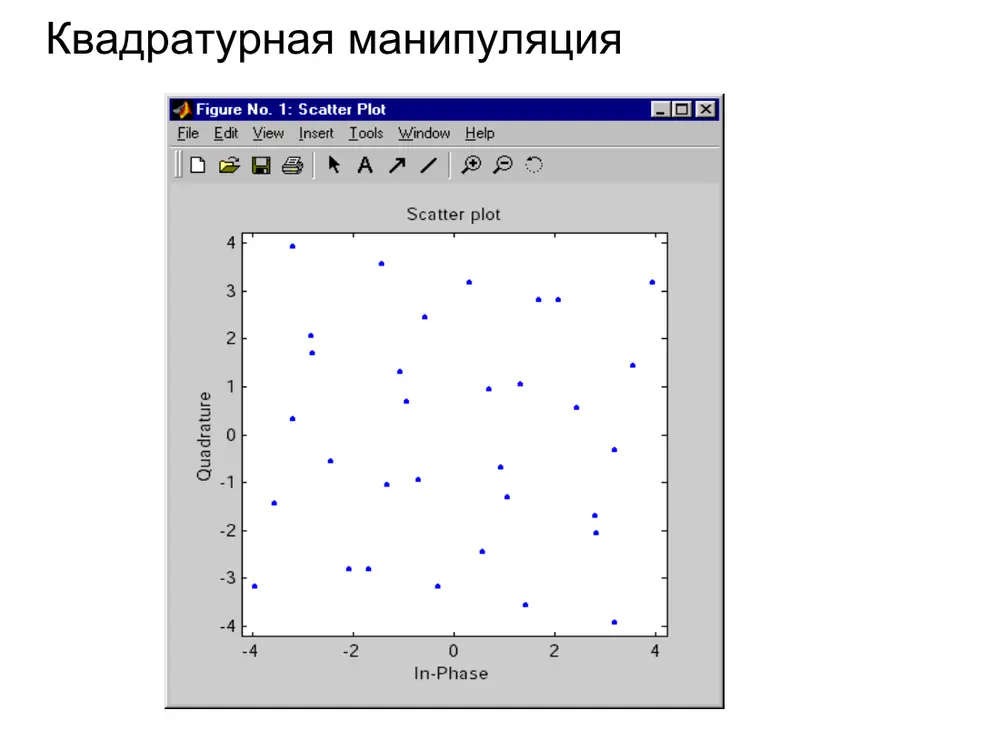 Квадратурная манипуляция
Figure No. 1: Scatter Plot
File Edit View Insert Tools Window Help
A
Scatter plot
4
3
2
1
0
-1
-2
-3
-4
Quadrature
-4 -2 0 2 4
In-Phase